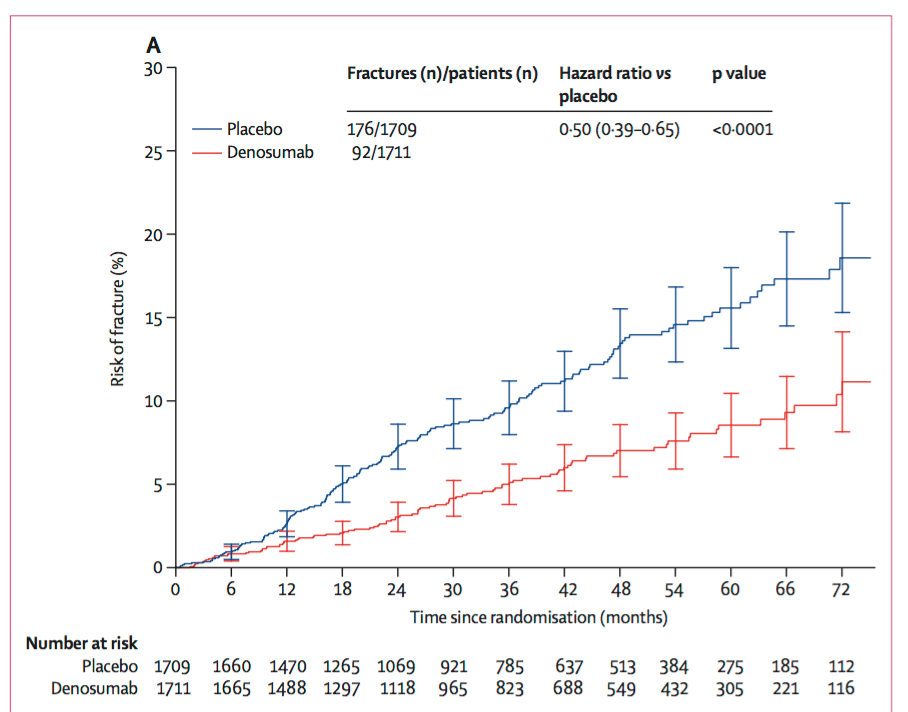 A
Fractures (n)/patients (n) Hazard ratio vs placebo p value
Placebo 176/1709 0·50 (0·39–0·65) <0·0001
Denosumab 92/1711
30
25
20
15
10
5
0
Risk of fracture (%)
0 6 12 18 24 30 36 42 48 54 60 66 72
Time since randomisation (months)
Number at risk
Placebo 1709 1660 1470 1265 1069 921 785 637 513 384 275 185 112
Denosumab 1711 1665 1488 1297 1118 965 823 688 549 432 305 221 116